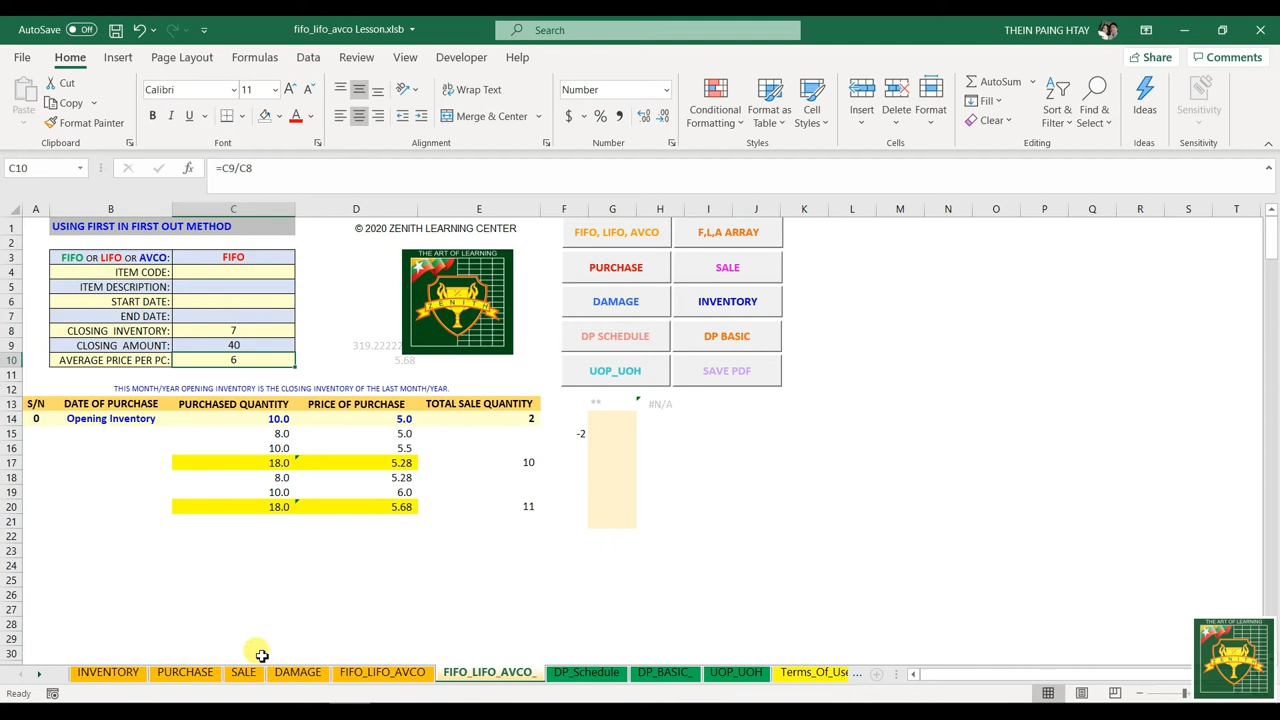 AutoSave Off
fifo_lifo_avco Lesson.xlsb
Search
THEIN PAING HTAY
File Home Insert Page Layout Formulas Data Review View Developer Help
Share Comments
Paste
Cut
Copy
Format Painter
Clipboard
Calibri 11
B I U
Font
Wrap Text
Merge & Center
Alignment
Number
$ % ,
Number
Conditional Formatting
Format as Table
Cell Styles
Styles
Insert Delete Format
Cells
AutoSum
Fill
Clear
Sort & Filter
Find & Select
Editing
Ideas
Ideas
Sensitivity
Sensitivity
C10 fx =C9/C8
A B C D E F G H I J K L M N O P Q R S T
1 USING FIRST IN FIRST OUT METHOD © 2020 ZENITH LEARNING CENTER
FIFO, LIFO, AVCO F,L,A ARRAY
2
THE ART OF LEARNING
ZENITH
3 FIFO OR LIFO OR AVCO: FIFO
4 ITEM CODE:
PURCHASE SALE
5 ITEM DESCRIPTION:
6 START DATE:
DAMAGE INVENTORY
7 END DATE:
8 CLOSING INVENTORY: 7
DP SCHEDULE DP BASIC
9 CLOSING AMOUNT: 40 319.22222
10 AVERAGE PRICE PER PC: 6 5.68
UOP_UOH SAVE PDF
11
12 THIS MONTH/YEAR OPENING INVENTORY IS THE CLOSING INVENTORY OF THE LAST MONTH/YEAR.
13 S/N DATE OF PURCHASE PURCHASED QUANTITY PRICE OF PURCHASE TOTAL SALE QUANTITY ** #N/A
14 0 Opening Inventory 10.0 5.0 2
15 8.0 5.0 -2
16 10.0 5.5
17 18.0 5.28 10
18 8.0 5.28
19 10.0 6.0
20 18.0 5.68 11
21
22
23
24
25
26
27
28
29
30
THE ART OF LEARNING
ZENITH
INVENTORY PURCHASE SALE DAMAGE FIFO_LIFO_AVCO FIFO_LIFO_AVCO_ DP_Schedule DP_BASIC_ UOP_UOH Terms_Of_Use ...
Ready